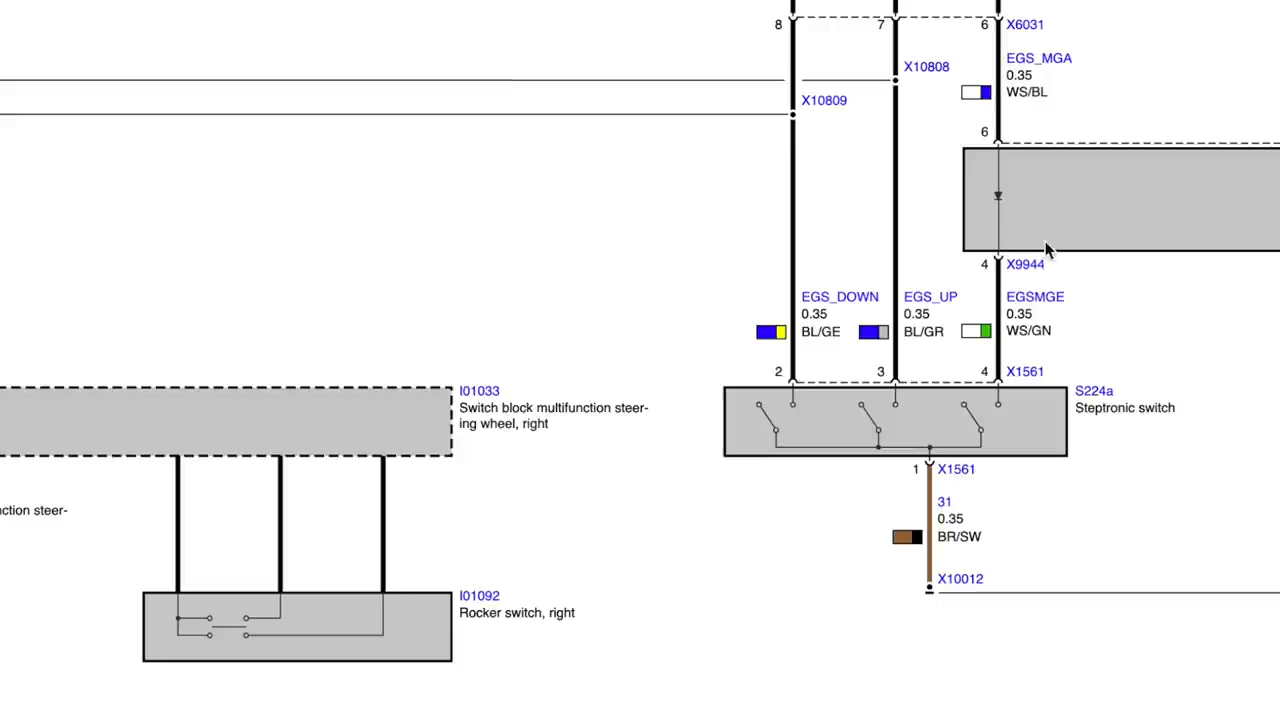 8
7
6
X6031
EGS_MGA
0.35
WS/BL
X10808
X10809
6
4
X9944
EGS_DOWN
0.35
BL/GE
EGS_UP
0.35
BL/GR
EGSMGE
0.35
WS/GN
2
3
4
X1561
I01033
Switch block multifunction steer-
ing wheel, right
S224a
Steptronic switch
1
X1561
31
0.35
BR/SW
X10012
ction steer-
I01092
Rocker switch, right